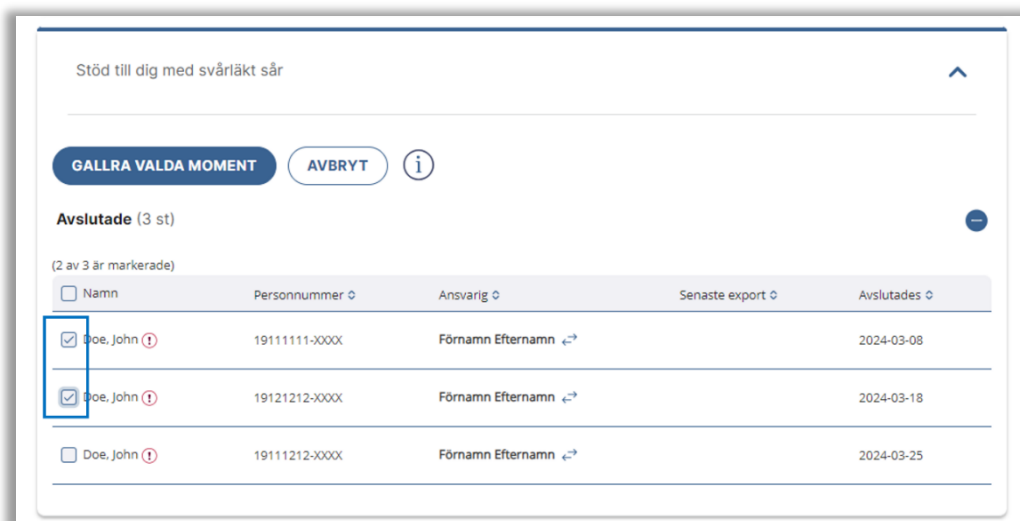 Stöd till dig med svårläkt sår
GALLRA VALDA MOMENT AVBRYT i
Avslutade (3 st)
(2 av 3 är markerade)
Namn Personnummer Ansvarig Senaste export Avslutades
Doe, John ! 19111111-XXXX Förnamn Efternamn 2024-03-08
Doe, John ! 19121212-XXXX Förnamn Efternamn 2024-03-18
Doe, John ! 19111212-XXXX Förnamn Efternamn 2024-03-25